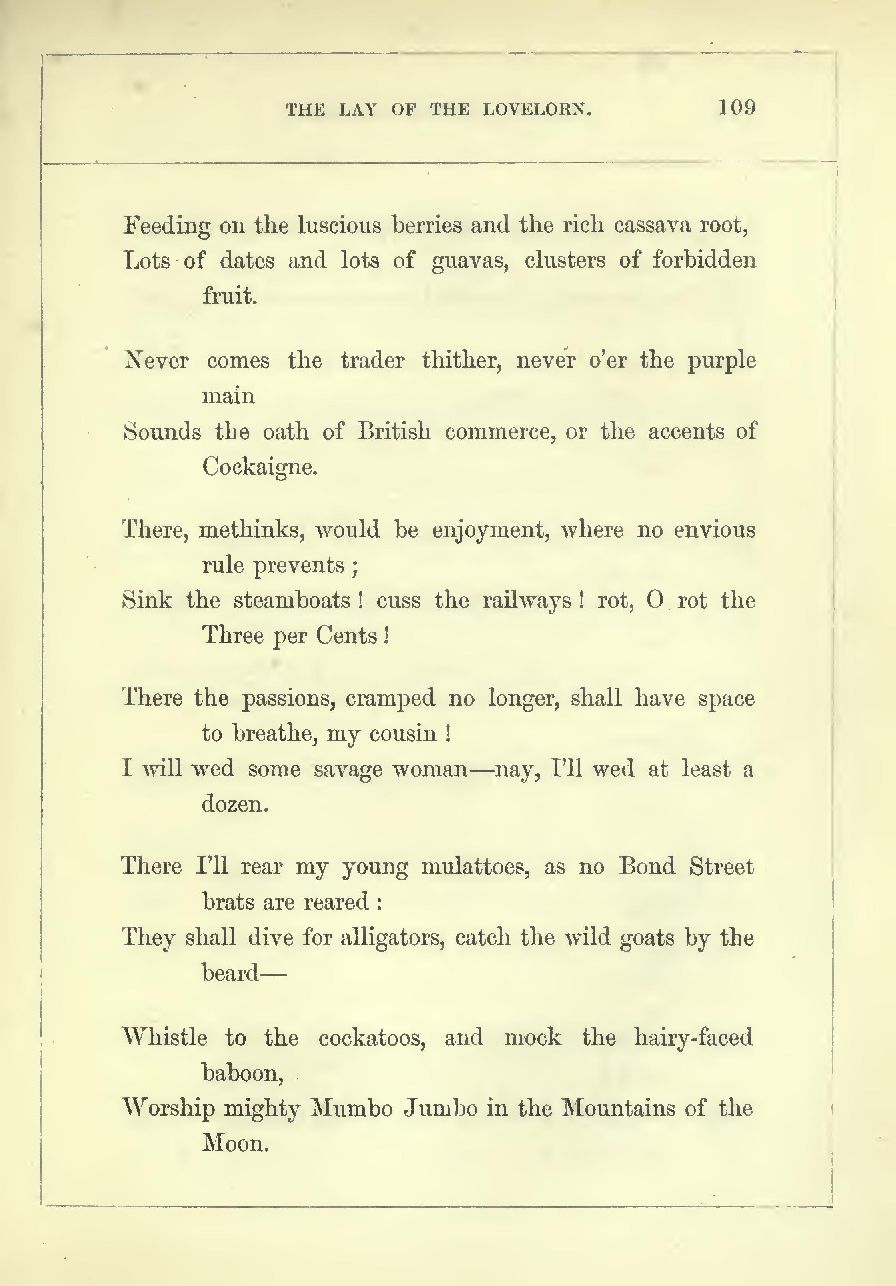 THE LAY OF THE LOVELORN. 109
Feeding on the luscious berries and the rich cassava root,
Lots of dates and lots of guavas, clusters of forbidden
fruit.
Never comes the trader thither, never o'er the purple
main
Sounds the oath of British commerce, or the accents of
Cockaigne.
There, methinks, would be enjoyment, where no envious
rule prevents ;
Sink the steamboats ! cuss the railways ! rot, O rot the
Three per Cents !
There the passions, cramped no longer, shall have space
to breathe, my cousin !
I will wed some savage woman—nay, I'll wed at least a
dozen.
There I'll rear my young mulattoes, as no Bond Street
brats are reared :
They shall dive for alligators, catch the wild goats by the
beard—
Whistle to the cockatoos, and mock the hairy-faced
baboon,
Worship mighty Mumbo Jumbo in the Mountains of the
Moon.